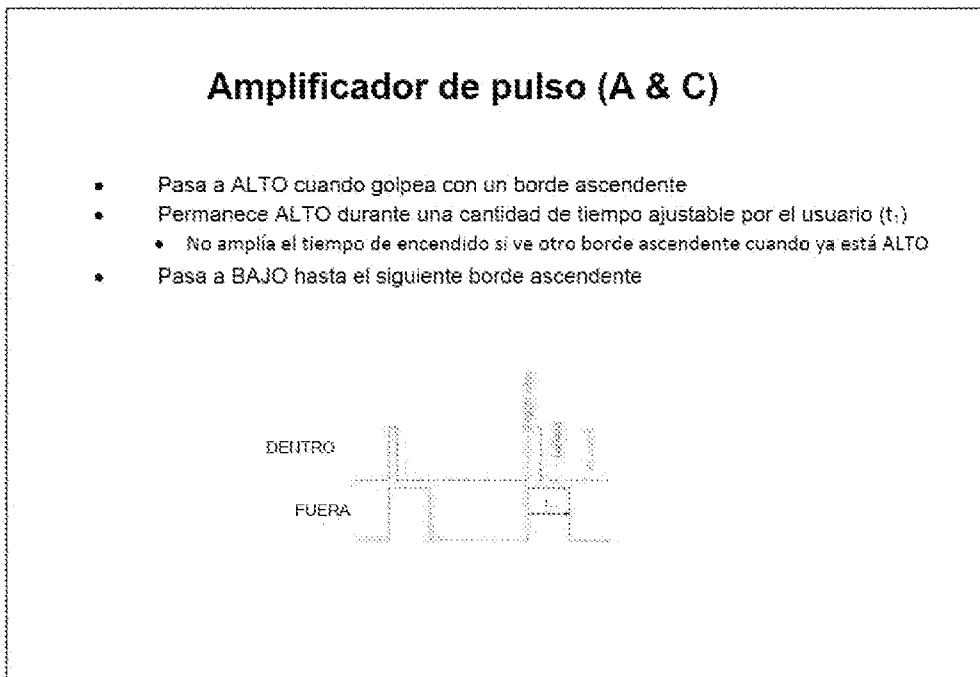 Amplificador de pulso (A & C)
• Pasa a ALTO cuando golpea con un borde ascendente
• Permanece ALTO durante una cantidad de tiempo ajustable por el usuario (t₁)
• No amplía el tiempo de encendido si ve otro borde ascendente cuando ya está ALTO
• Pasa a BAJO hasta el siguiente borde ascendente
DENTRO
FUERA